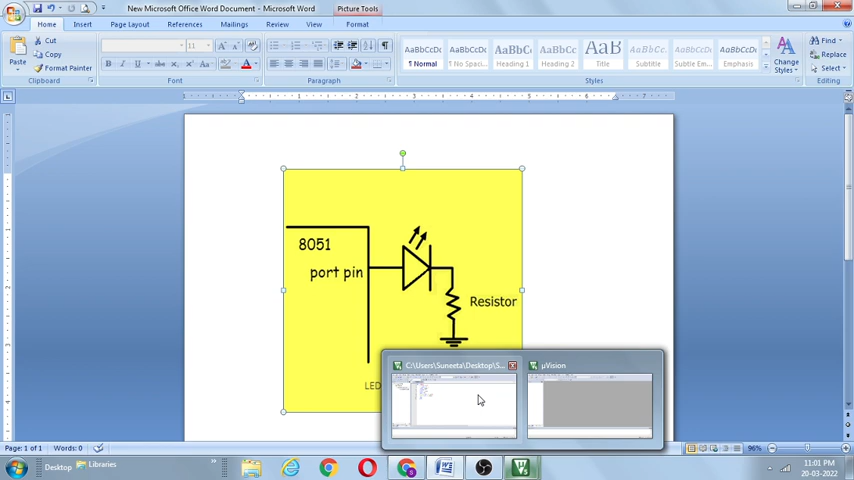 New Microsoft Office Word Document - Microsoft Word
Picture Tools
Home Insert Page Layout References Mailings Review View Format
Paste
Cut
Copy
Format Painter
Clipboard
11
Font
Paragraph
AaBbCcDc AaBbCcDc AaBbCc AaBbCc AaB AaBbCcI AaBbCcDc AaBbCcDc
¶ Normal ¶ No Spaci... Heading 1 Heading 2 Title Subtitle Subtle Em... Emphasis
Change Styles
Styles
Find
Replace
Select
Editing
8051
port pin
Resistor
LED
C:\Users\Suneeta\Desktop\S...
µVision
Page: 1 of 1 Words: 0
96%
Desktop Libraries
11:01 PM
20-03-2022